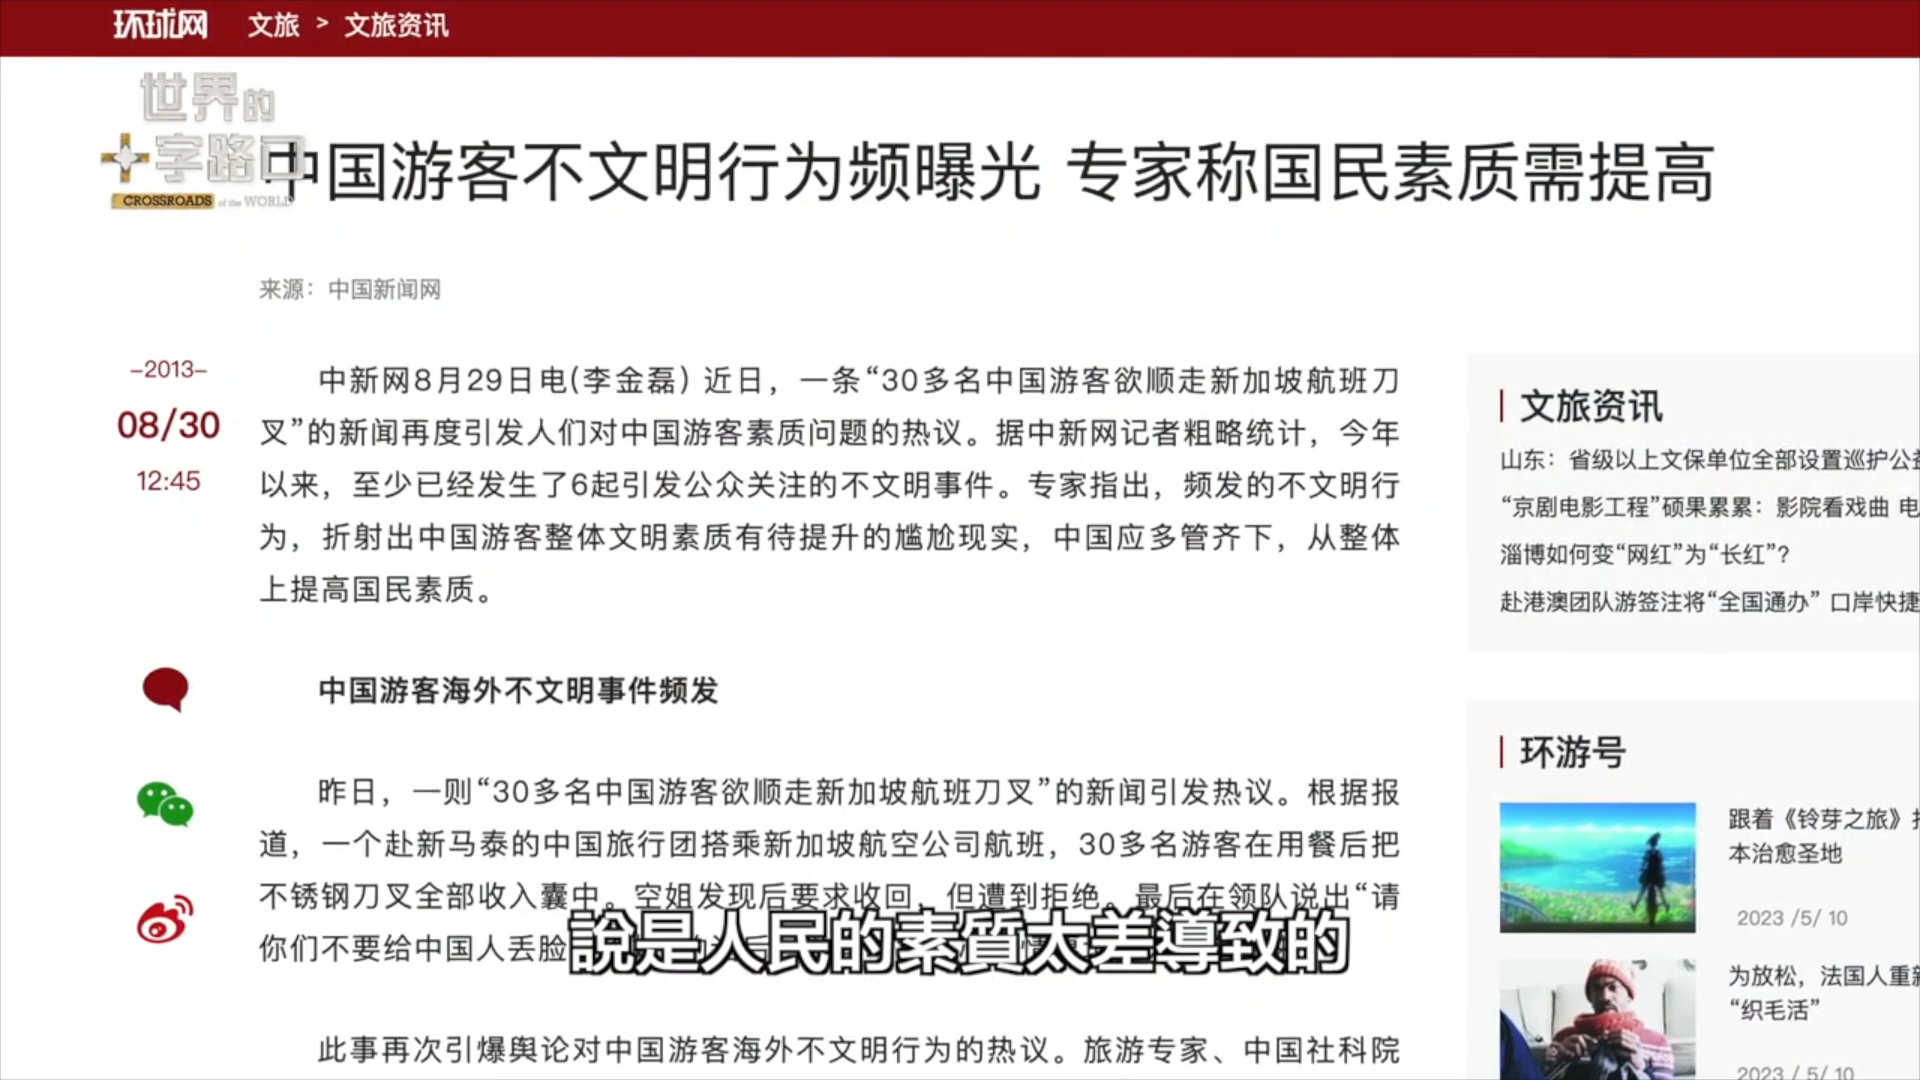 环球网 文旅 > 文旅资讯
世界的
十字路口
CROSSROADS of the WORLD
中国游客不文明行为频曝光 专家称国民素质需提高
来源：中国新闻网
-2013-
08/30
12:45
中新网8月29日电(李金磊) 近日，一条“30多名中国游客欲顺走新加坡航班刀
叉”的新闻再度引发人们对中国游客素质问题的热议。据中新网记者粗略统计，今年
以来，至少已经发生了6起引发公众关注的不文明事件。专家指出，频发的不文明行
为，折射出中国游客整体文明素质有待提升的尴尬现实，中国应多管齐下，从整体
上提高国民素质。
中国游客海外不文明事件频发
昨日，一则“30多名中国游客欲顺走新加坡航班刀叉”的新闻引发热议。根据报
道，一个赴新马泰的中国旅行团搭乘新加坡航空公司航班，30多名游客在用餐后把
不锈钢刀叉全部收入囊中。空姐发现后要求收回，但遭到拒绝。最后在领队说出“请
你们不要给中国人丢脸
說是人民的素質太差導致的
此事再次引爆舆论对中国游客海外不文明行为的热议。旅游专家、中国社科院
文旅资讯
山东：省级以上文保单位全部设置巡护公益
“京剧电影工程”硕果累累：影院看戏曲 电
淄博如何变“网红”为“长红”?
赴港澳团队游签注将“全国通办” 口岸快捷
环游号
跟着《铃芽之旅》
本治愈圣地
2023 /5/ 10
为放松，法国人重新
“织毛活”
2023 / 5/ 10